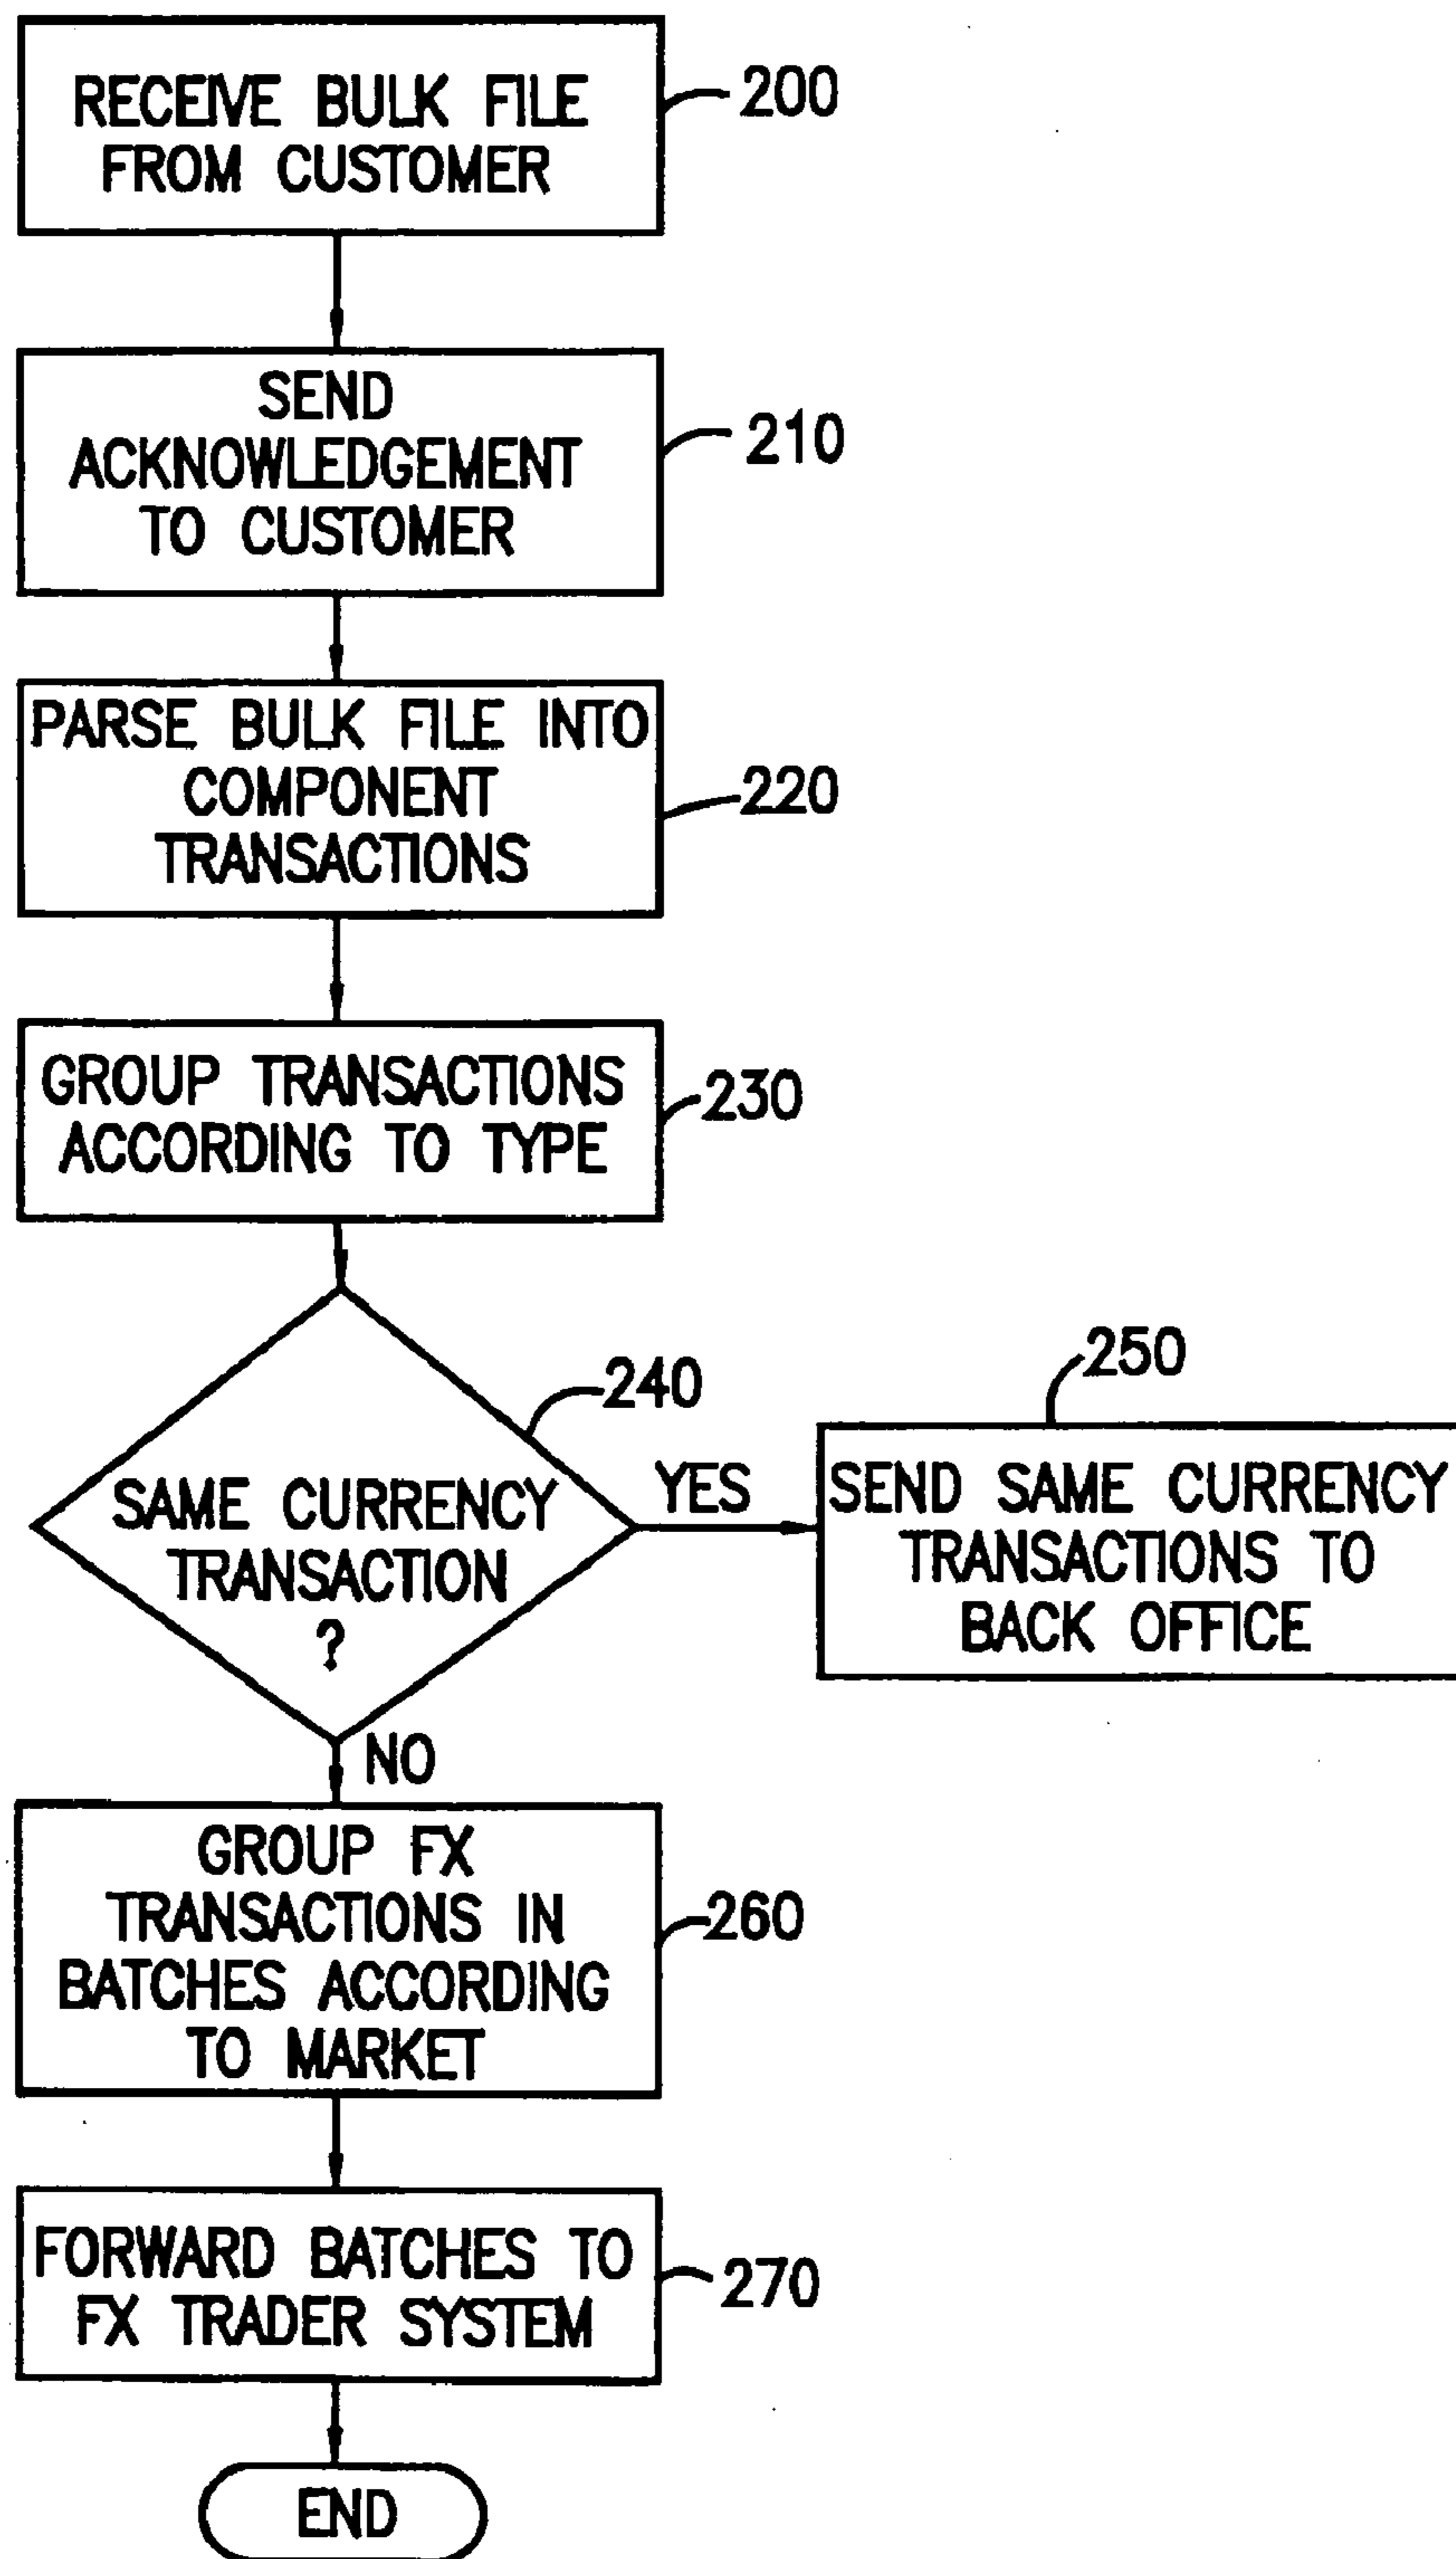 RECEIVE BULK FILE
FROM CUSTOMER
200
SEND
ACKNOWLEDGEMENT
TO CUSTOMER
210
PARSE BULK FILE INTO
COMPONENT
TRANSACTIONS
220
GROUP TRANSACTIONS
ACCORDING TO TYPE
230
240
SAME CURRENCY
TRANSACTION
?
YES
250
SEND SAME CURRENCY
TRANSACTIONS TO
BACK OFFICE
NO
GROUP FX
TRANSACTIONS IN
BATCHES ACCORDING
TO MARKET
260
FORWARD BATCHES TO
FX TRADER SYSTEM
270
END